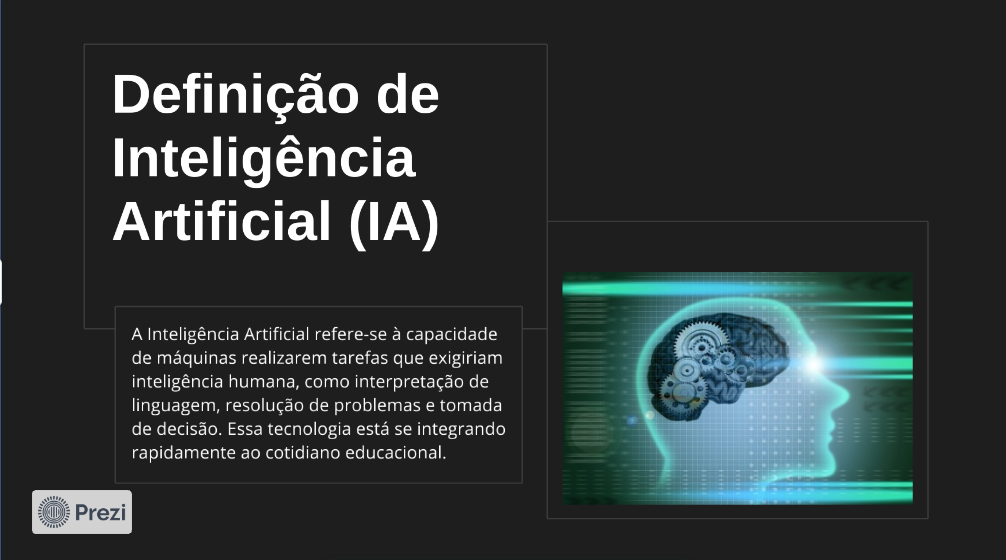 Definição de
Inteligência
Artificial (IA)
A Inteligência Artificial refere-se à capacidade
de máquinas realizarem tarefas que exigiriam
inteligência humana, como interpretação de
linguagem, resolução de problemas e tomada
de decisão. Essa tecnologia está se integrando
rapidamente ao cotidiano educacional.
Prezi